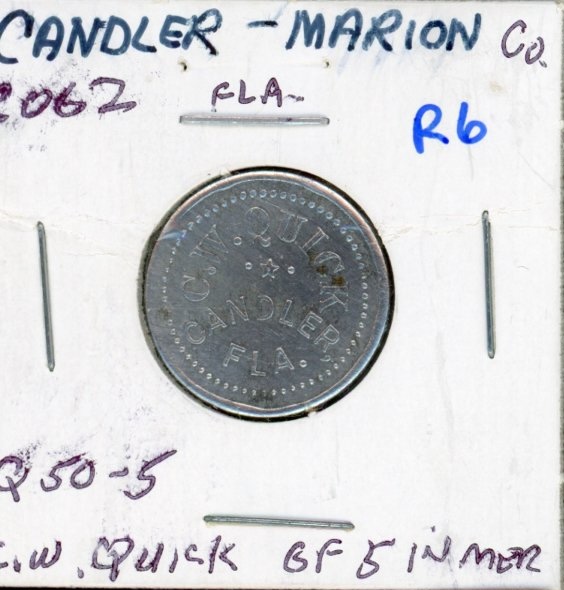 CANDLER - MARION Co.
2062 FLA-
R6
C.W. QUICK
CANDLER,
FLA.
Q50-5
C.W. QUICK GF 5 IN MER